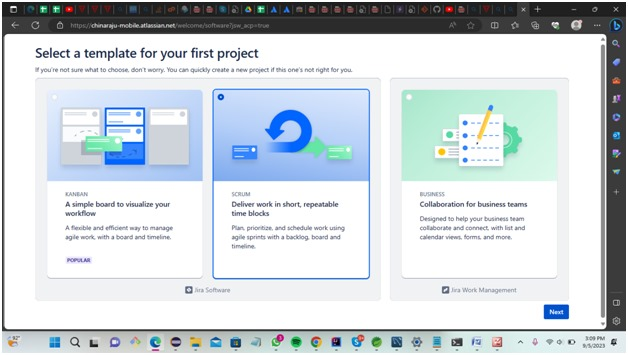 https://chinaraju-mobile.atlassian.net/welcome/software?jsw_acp=true
Select a template for your first project
If you're not sure what to choose, don't worry. You can quickly create a new project if this one's not right for you.
KANBAN
A simple board to visualize your
workflow
A flexible and efficient way to manage
agile work, with a board and timeline.
POPULAR
SCRUM
Deliver work in short, repeatable
time blocks
Plan, prioritize, and schedule work using
agile sprints with a backlog, board and
timeline.
Jira Software
BUSINESS
Collaboration for business teams
Designed to help your business team
collaborate and connect, with list and
calendar views, forms, and more.
Jira Work Management
Next
82°
3:09 PM
9/5/2023